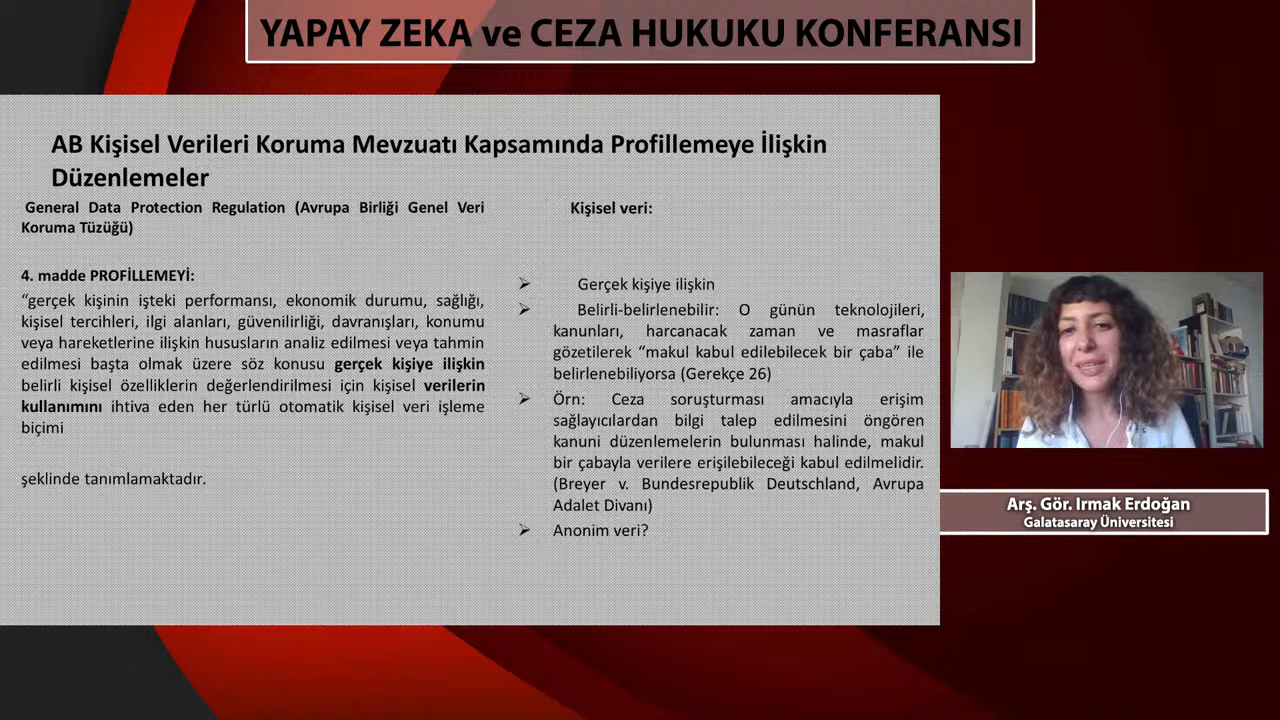 YAPAY ZEKA ve CEZA HUKUKU KONFERANSI
AB Kişisel Verileri Koruma Mevzuatı Kapsamında Profillemeye İlişkin
Düzenlemeler
General Data Protection Regulation (Avrupa Birliği Genel Veri
Koruma Tüzüğü)
4. madde PROFİLLEMEYİ:
“gerçek kişinin işteki performansı, ekonomik durumu, sağlığı,
kişisel tercihleri, ilgi alanları, güvenilirliği, davranışları, konumu
veya hareketlerine ilişkin hususların analiz edilmesi veya tahmin
edilmesi başta olmak üzere söz konusu gerçek kişiye ilişkin
belirli kişisel özelliklerin değerlendirilmesi için kişisel verilerin
kullanımını ihtiva eden her türlü otomatik kişisel veri işleme
biçimi
şeklinde tanımlamaktadır.
Kişisel veri:
Gerçek kişiye ilişkin
Belirli-belirlenebilir: O günün teknolojileri,
kanunları, harcanacak zaman ve masraflar
gözetilerek “makul kabul edilebilecek bir çaba” ile
belirlenebiliyorsa (Gerekçe 26)
Örn: Ceza soruşturması amacıyla erişim
sağlayıcılardan bilgi talep edilmesini öngören
kanuni düzenlemelerin bulunması halinde, makul
bir çabayla verilere erişilebileceği kabul edilmelidir.
(Breyer v. Bundesrepublik Deutschland, Avrupa
Adalet Divanı)
Anonim veri?
Arş. Gör. Irmak Erdoğan
Galatasaray Üniversitesi